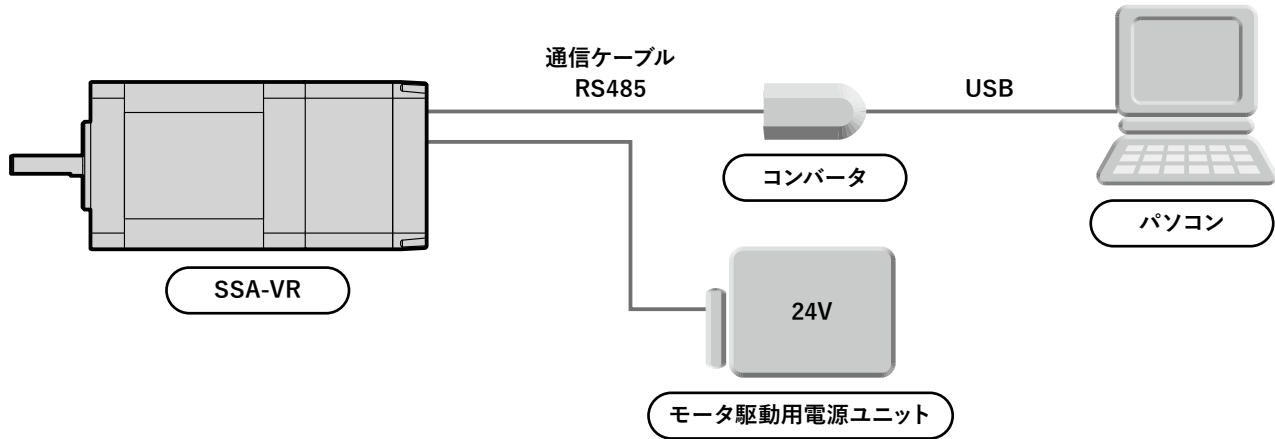 通信ケーブル
RS485
USB
コンバータ
パソコン
SSA-VR
24V
モータ駆動用電源ユニット